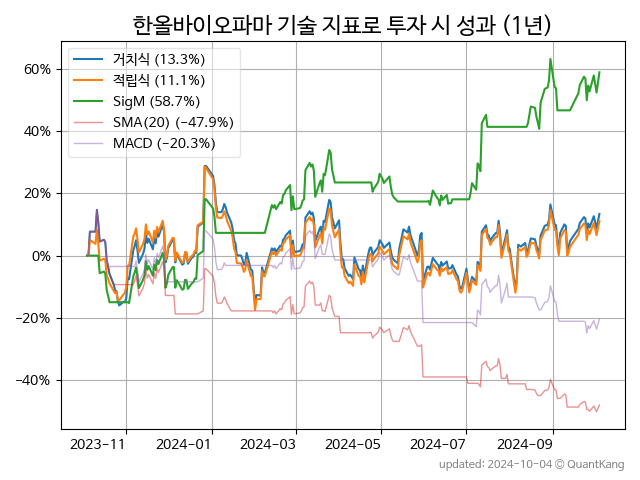 한올바이오파마 기술 지표로 투자 시 성과 (1년)
거치식 (13.3%)
적립식 (11.1%)
SigM (58.7%)
SMA(20) (−47.9%)
MACD (−20.3%)
60%
40%
20%
0%
−20%
−40%
2023-11
2024-01
2024-03
2024-05
2024-07
2024-09
updated: 2024-10-04 ⓒ QuantKang